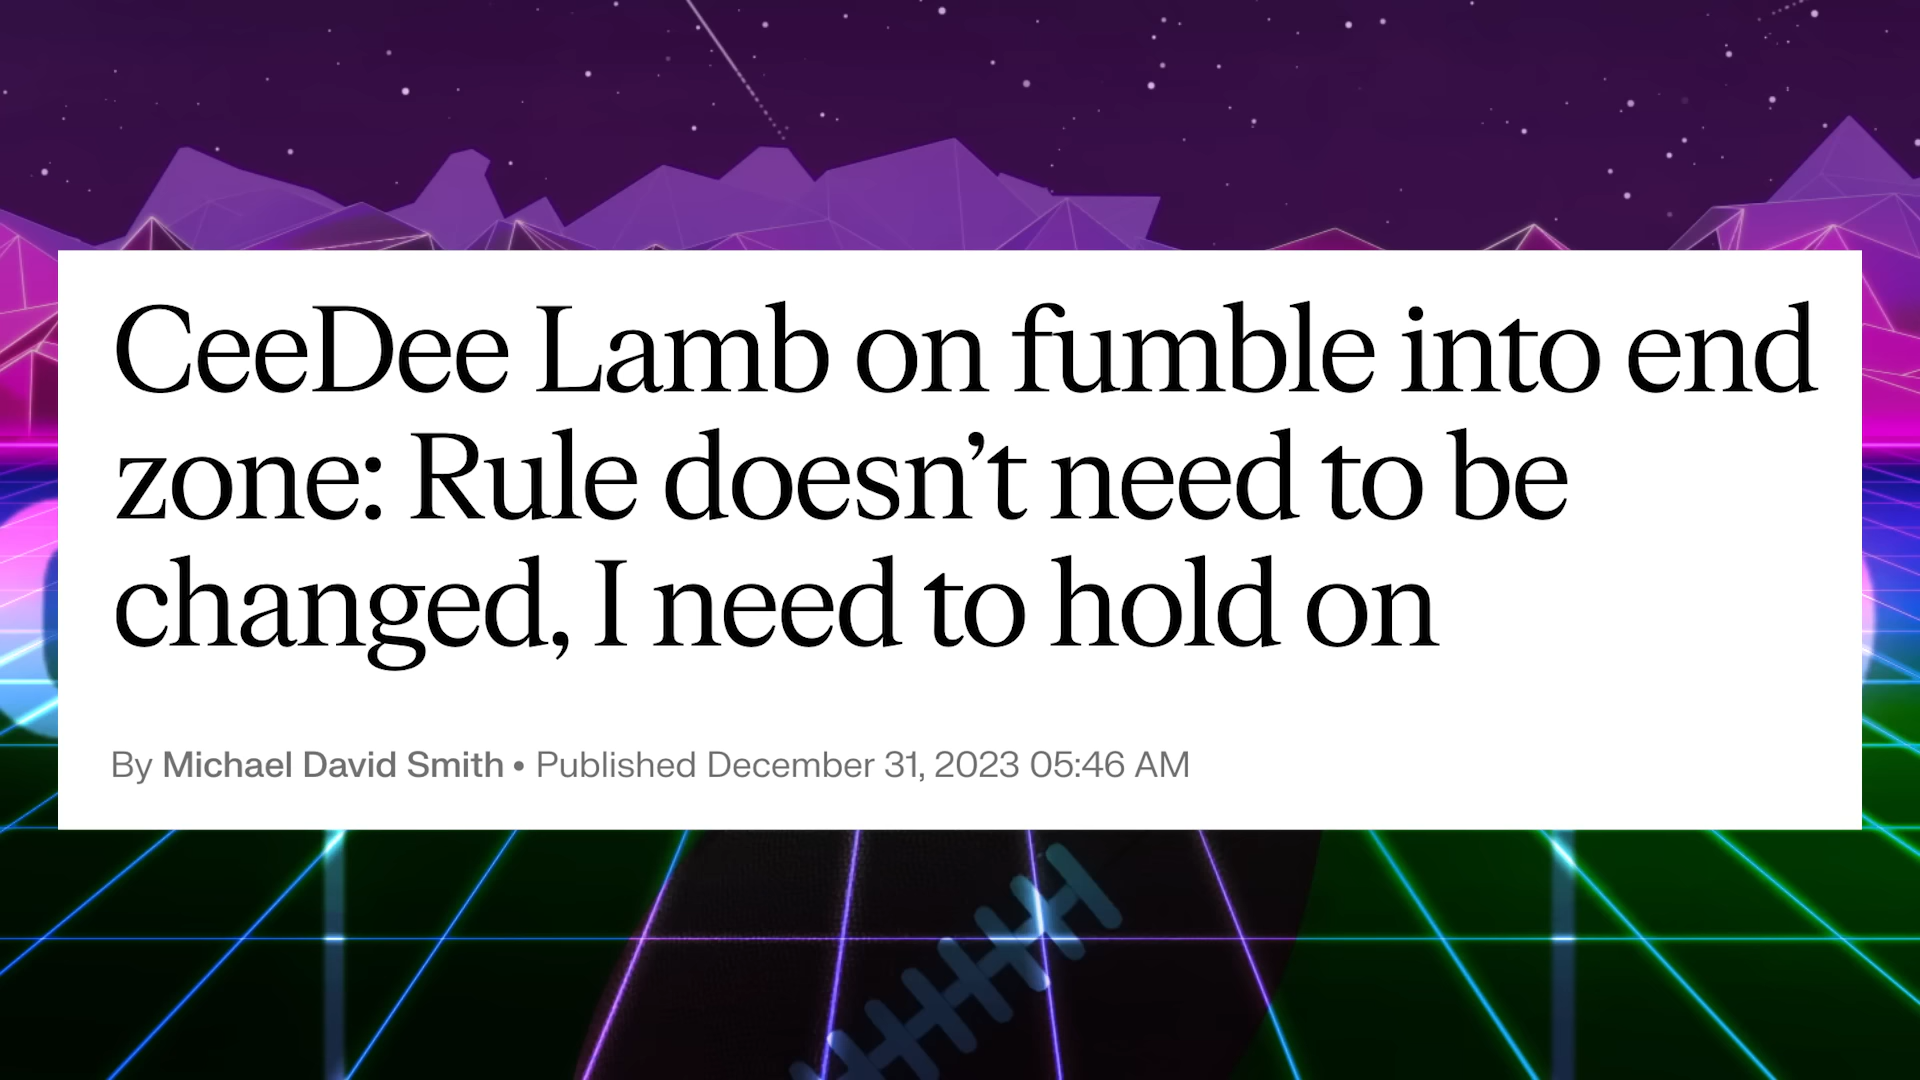 CeeDee Lamb on fumble into end
zone: Rule doesn’t need to be
changed, I need to hold on
By Michael David Smith • Published December 31, 2023 05:46 AM